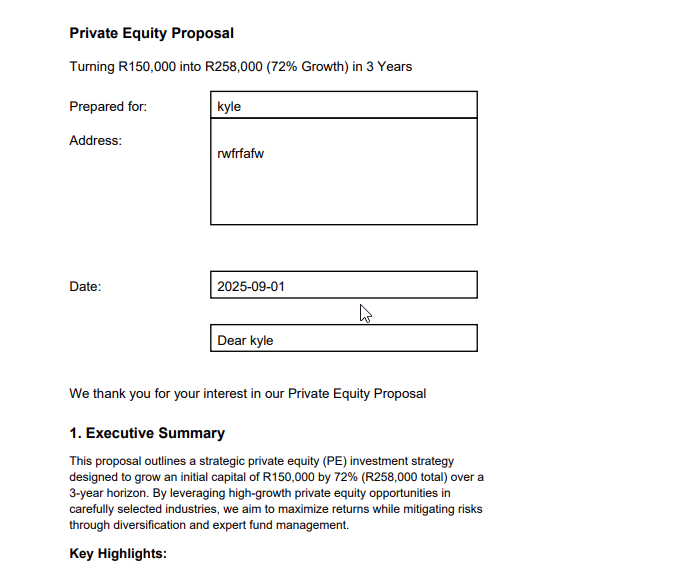 Private Equity Proposal
Turning R150,000 into R258,000 (72% Growth) in 3 Years
Prepared for: kyle
Address:
rwfrfafw
Date: 2025-09-01
Dear kyle
We thank you for your interest in our Private Equity Proposal
1. Executive Summary
This proposal outlines a strategic private equity (PE) investment strategy
designed to grow an initial capital of R150,000 by 72% (R258,000 total) over a
3-year horizon. By leveraging high-growth private equity opportunities in
carefully selected industries, we aim to maximize returns while mitigating risks
through diversification and expert fund management.
Key Highlights: